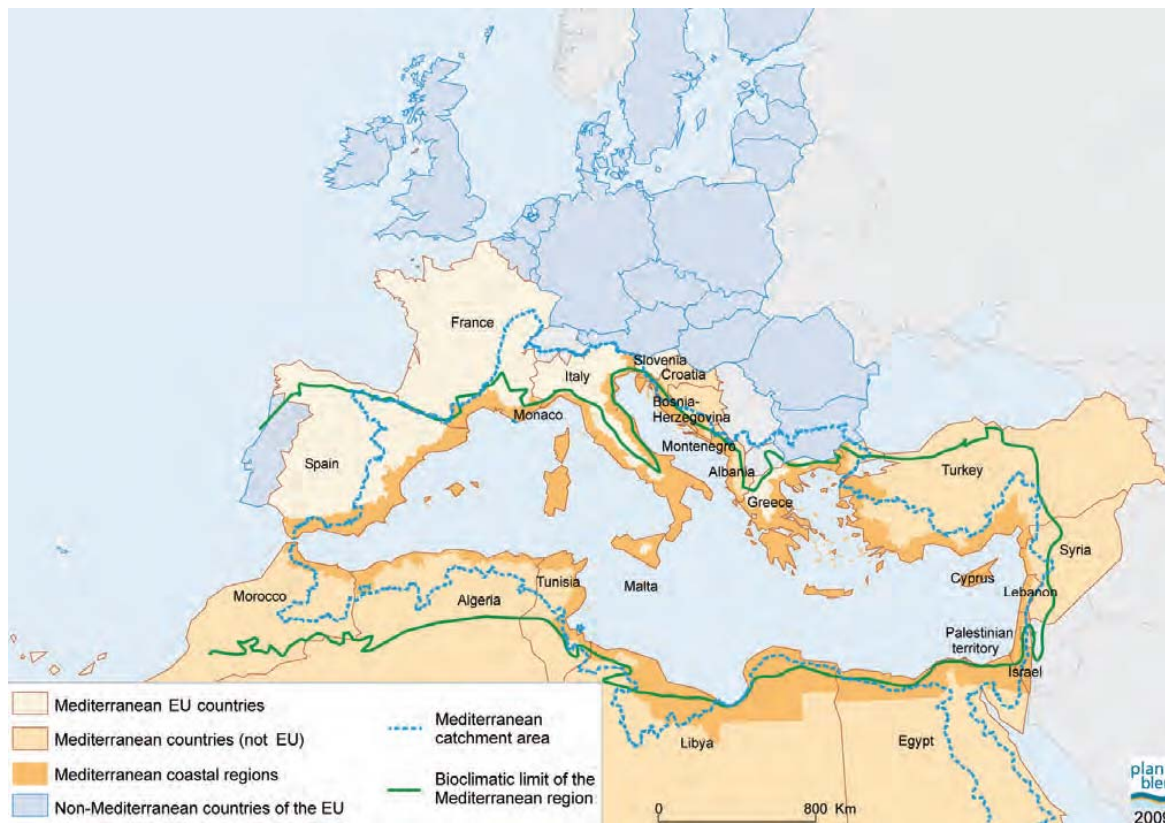 France
Slovenia
Croatia
Italy
Bosnia-
Herzegovina
Monaco
Montenegro
Spain
Albania
Turkey
Greece
Syria
Tunisia
Malta
Cyprus
Morocco
Algeria
Lebanon
Palestinian
territory
Israel
Libya
Egypt
Mediterranean EU countries
Mediterranean countries (not EU)
Mediterranean coastal regions
Non-Mediterranean countries of the EU
Mediterranean
catchment area
Bioclimatic limit of the
Mediterranean region
0 800 Km
plan
2009